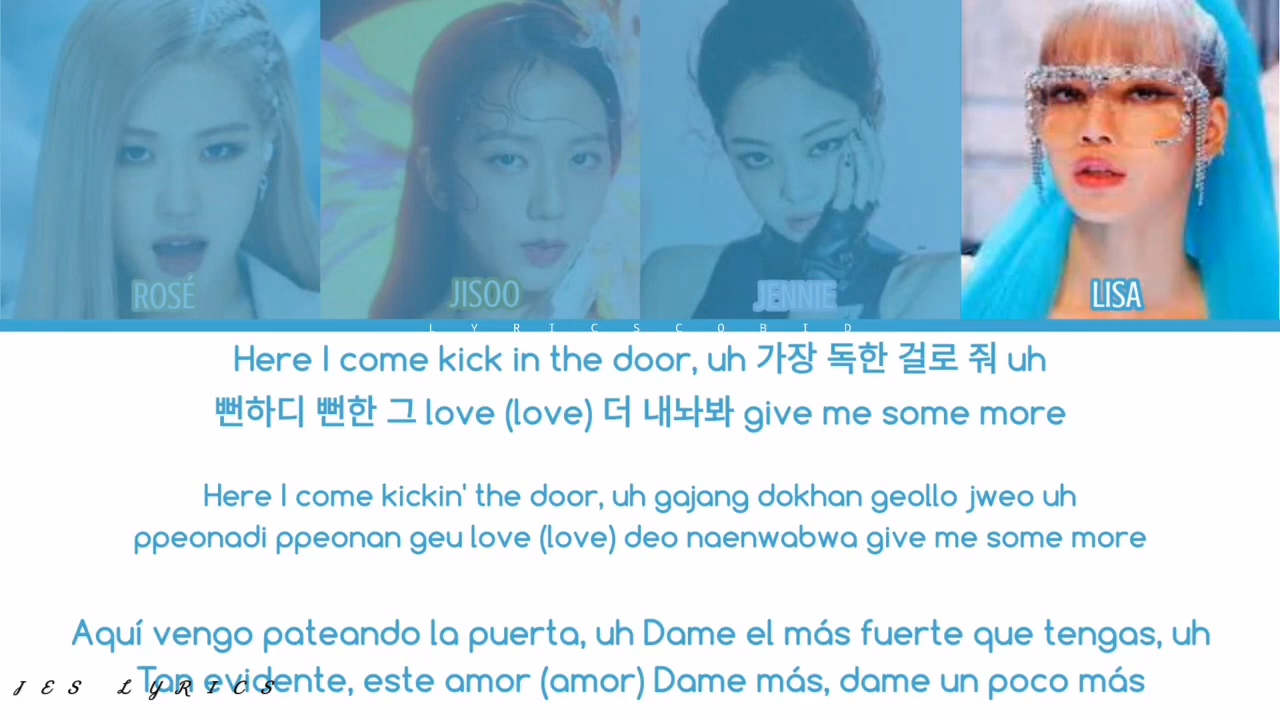 ROSÉ JISOO JENNIE LISA
LYRICSCOBID
Here I come kick in the door, uh 가장 독한 걸로 줘 uh
뻔하디 뻔한 그 love (love) 더 내놔봐 give me some more
Here I come kickin' the door, uh gajang dokhan geollo jweo uh
ppeonadi ppeonan geu love (love) deo naenwabwa give me some more
Aquí vengo pateando la puerta, uh Dame el más fuerte que tengas, uh
Tan evidente, este amor (amor) Dame más, dame un poco más
JES LYRICS